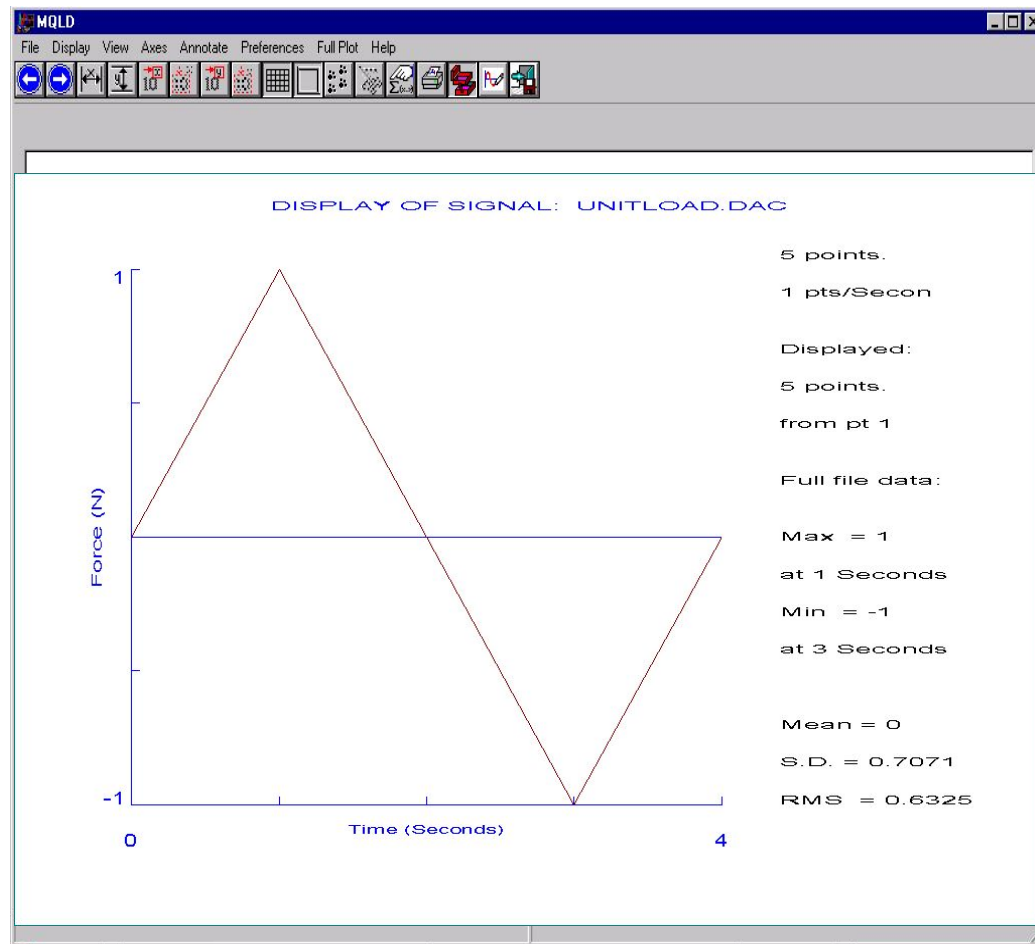 MQLD
File Display View Axes Annotate Preferences Full Plot Help
DISPLAY OF SIGNAL: UNITLOAD.DAC
5 points.
1 pts/Secon
Displayed:
5 points.
from pt 1
Full file data:
Max = 1
at 1 Seconds
Min = -1
at 3 Seconds
Mean = 0
S.D. = 0.7071
RMS = 0.6325
1
Force (N)
-1
0
Time (Seconds)
4